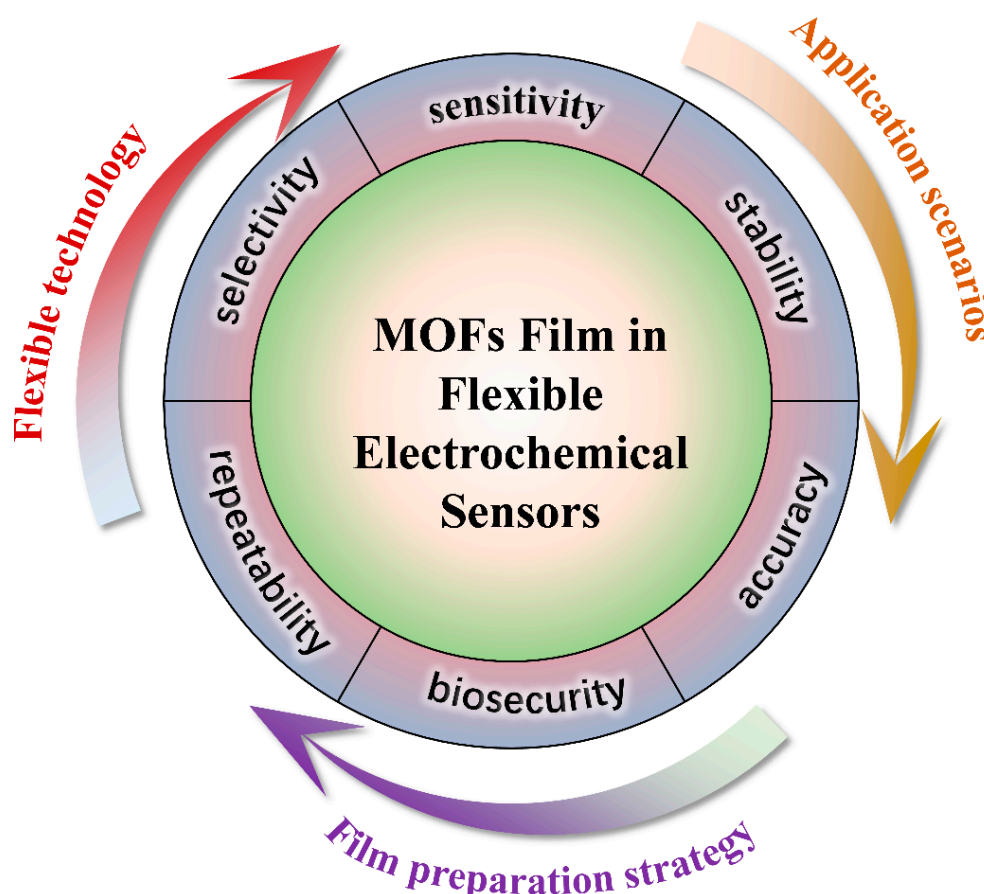 Flexible technology
Application scenarios
sensitivity
stability
accuracy
biosecurity
repeatability
selectivity
MOFs Film in
Flexible
Electrochemical
Sensors
Film preparation strategy